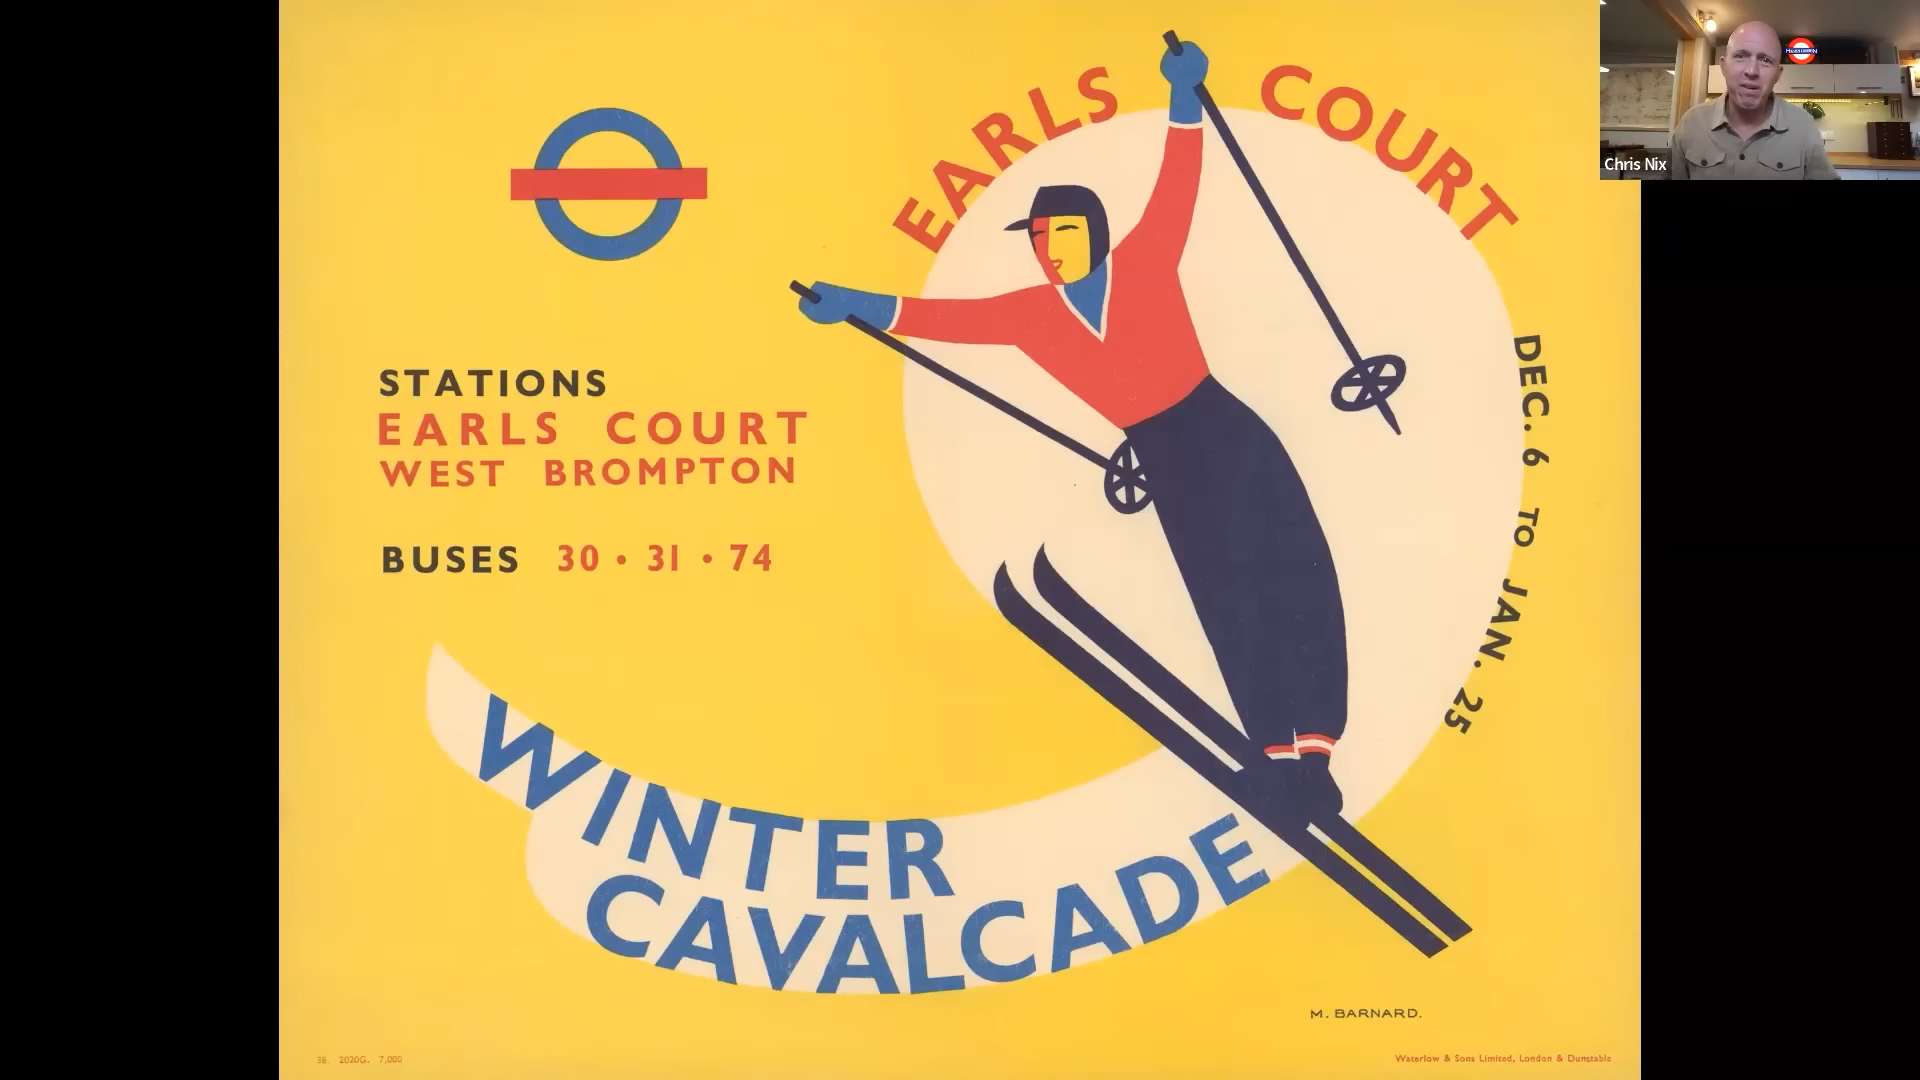 EARLS COURT
STATIONS
EARLS COURT
WEST BROMPTON
BUSES 30 • 31 • 74
DEC. 6 TO JAN. 25
WINTER
CAVALCADE
M. BARNARD.
38. 2020G. 7,000
Waterlow & Sons Limited, London & Dunstable
Chris Nix